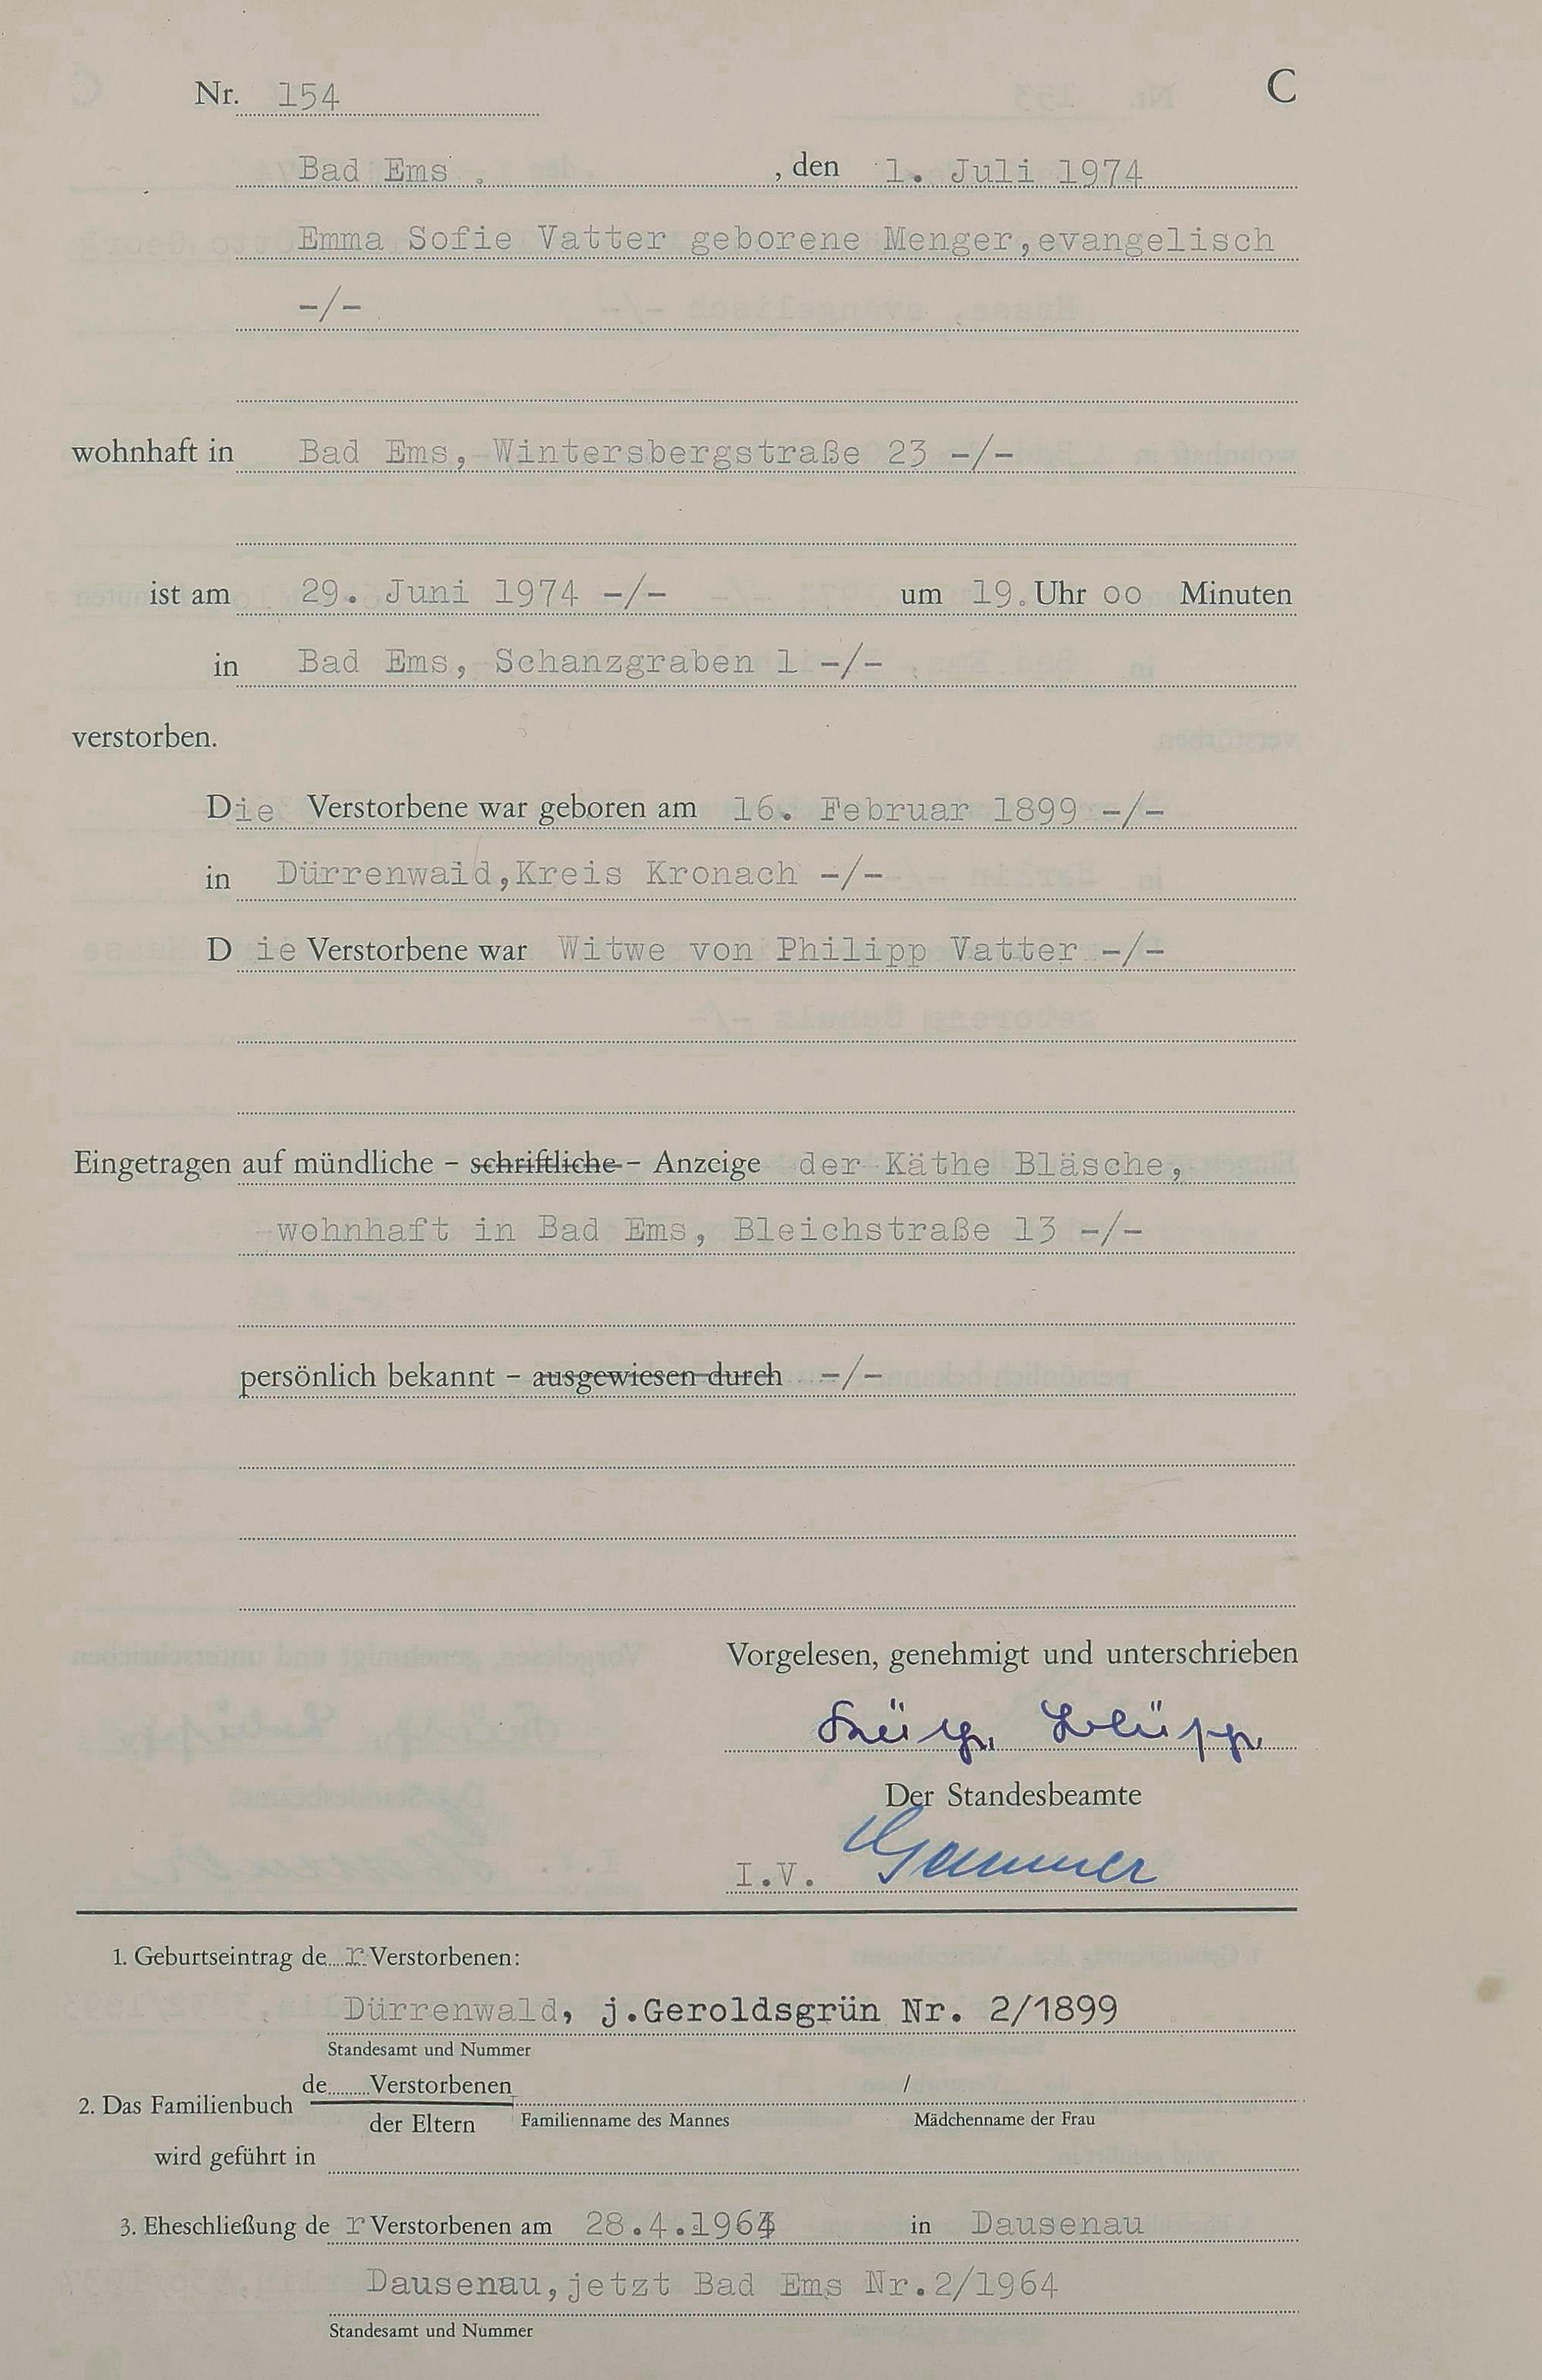 Nr. 154 C
Bad Ems . , den 1. Juli 1974
Emma Sofie Vatter geborene Menger,evangelisch
-/-
wohnhaft in Bad Ems, Wintersbergstraße 23 -/-
ist am 29. Juni 1974 -/- um 19. Uhr oo Minuten
in Bad Ems, Schanzgraben 1 -/-
verstorben.
Die Verstorbene war geboren am 16. Februar 1899 -/-
in Dürrenwaid,Kreis Kronach -/-
D ie Verstorbene war Witwe von Philipp Vatter -/-
Eingetragen auf mündliche - schriftliche - Anzeige der Käthe Bläsche,
wohnhaft in Bad Ems, Bleichstraße 13 -/-
persönlich bekannt - ausgewiesen durch -/-
Vorgelesen, genehmigt und unterschrieben
Der Standesbeamte
I.V.
1. Geburtseintrag de r Verstorbenen:
Dürrenwald, j.Geroldsgrün Nr. 2/1899
Standesamt und Nummer
de Verstorbenen /
2. Das Familienbuch
der Eltern Familienname des Mannes Mädchenname der Frau
wird geführt in
3. Eheschließung de r Verstorbenen am 28.4.1964 in Dausenau
Dausenau,jetzt Bad Ems Nr.2/1964
Standesamt und Nummer